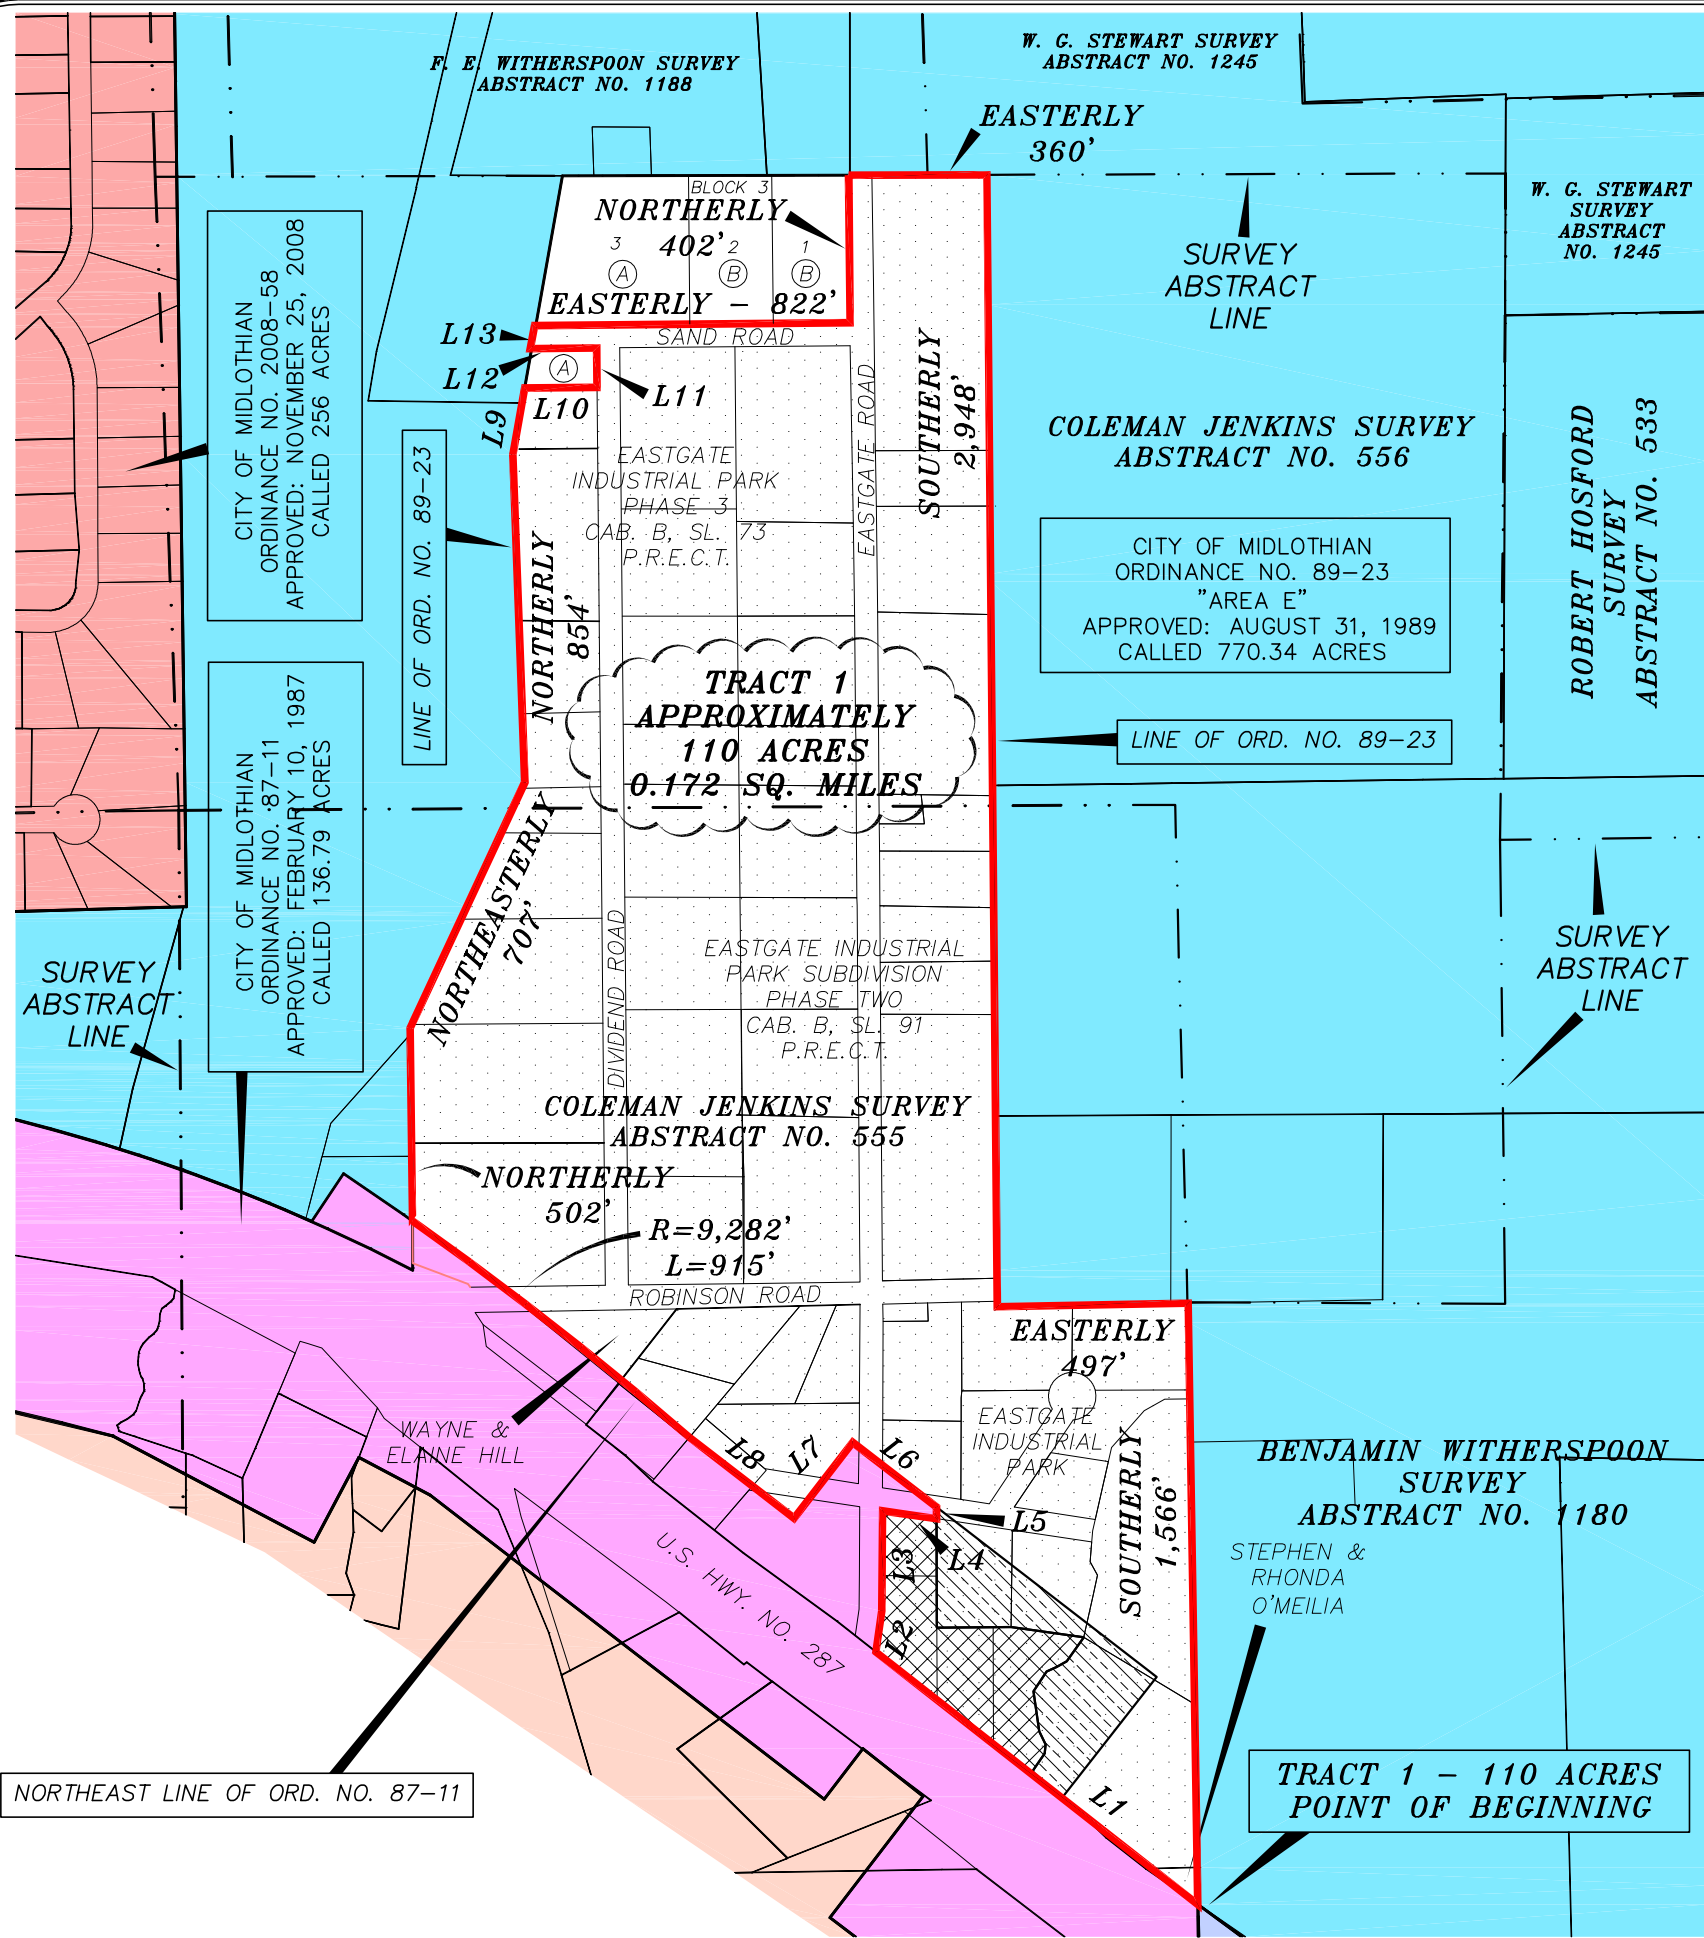 F. E. WITHERSPOON SURVEY
ABSTRACT NO. 1188
W. G. STEWART SURVEY
ABSTRACT NO. 1245
EASTERLY
360'
W. G. STEWART
SURVEY
ABSTRACT
NO. 1245
BLOCK 3
NORTHERLY
402'
3
2
1
A
B
B
EASTERLY - 822'
SURVEY
ABSTRACT
LINE
CITY OF MIDLOTHIAN
ORDINANCE NO. 2008-58
APPROVED: NOVEMBER 25, 2008
CALLED 256 ACRES
L13
SAND ROAD
L12
A
L11
L10
L9
SOUTHERLY
2,948'
EASTGATE ROAD
COLEMAN JENKINS SURVEY
ABSTRACT NO. 556
ROBERT HOSFORD
SURVEY
ABSTRACT NO. 533
LINE OF ORD. NO. 89-23
EASTGATE
INDUSTRIAL PARK
PHASE 3
CAB. B, SL. 73
P.R.E.C.T.
CITY OF MIDLOTHIAN
ORDINANCE NO. 89-23
"AREA E"
APPROVED: AUGUST 31, 1989
CALLED 770.34 ACRES
NORTHERLY
854'
TRACT 1
APPROXIMATELY
110 ACRES
0.172 SQ. MILES
LINE OF ORD. NO. 89-23
CITY OF MIDLOTHIAN
ORDINANCE NO. 87-11
APPROVED: FEBRUARY 10, 1987
CALLED 136.79 ACRES
NORTHEASTERLY
707'
DIVIDEND ROAD
EASTGATE INDUSTRIAL
PARK SUBDIVISION
PHASE TWO
CAB. B, SL. 91
P.R.E.C.T.
SURVEY
ABSTRACT
LINE
SURVEY
ABSTRACT
LINE
COLEMAN JENKINS SURVEY
ABSTRACT NO. 555
NORTHERLY
502'
R=9,282'
L=915'
ROBINSON ROAD
EASTERLY
497'
WAYNE &
ELAINE HILL
L8
L7
L6
EASTGATE
INDUSTRIAL
PARK
SOUTHERLY
1,566'
BENJAMIN WITHERSPOON
SURVEY
ABSTRACT NO. 1180
L5
L4
L3
L2
U.S. HWY. NO. 287
STEPHEN &
RHONDA
O'MEILIA
L1
NORTHEAST LINE OF ORD. NO. 87-11
TRACT 1 - 110 ACRES
POINT OF BEGINNING